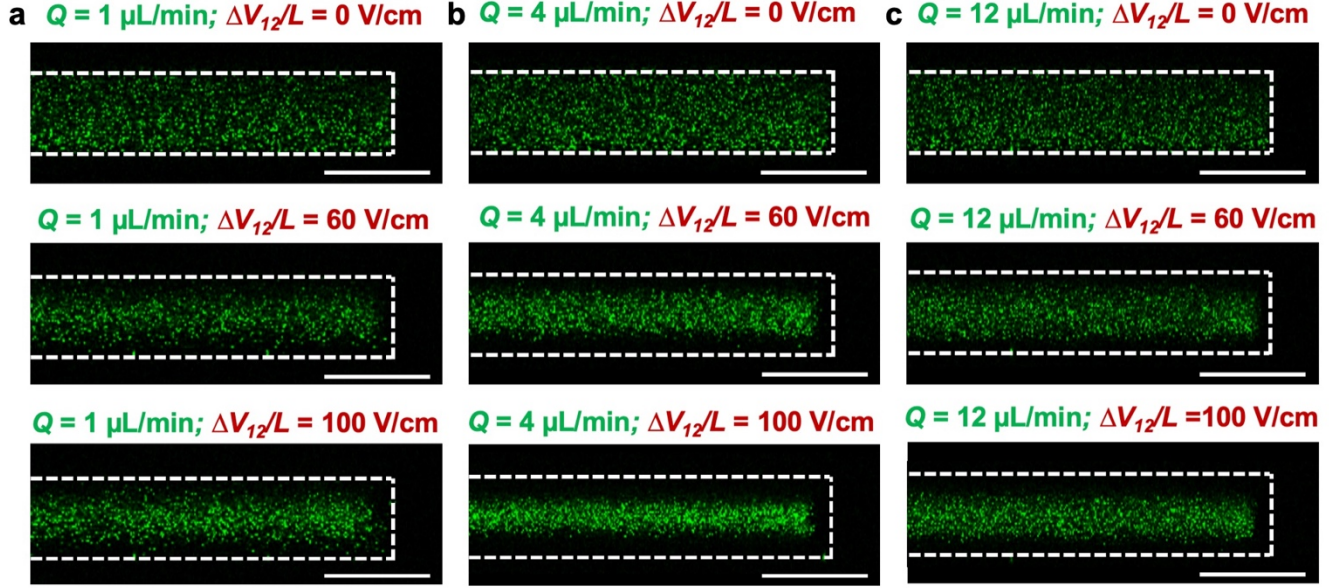 a Q = 1 µL/min; ΔV12/L = 0 V/cm
b Q = 4 µL/min; ΔV12/L = 0 V/cm
c Q = 12 µL/min; ΔV12/L = 0 V/cm
Q = 1 µL/min; ΔV12/L = 60 V/cm
Q = 4 µL/min; ΔV12/L = 60 V/cm
Q = 12 µL/min; ΔV12/L = 60 V/cm
Q = 1 µL/min; ΔV12/L = 100 V/cm
Q = 4 µL/min; ΔV12/L = 100 V/cm
Q = 12 µL/min; ΔV12/L =100 V/cm